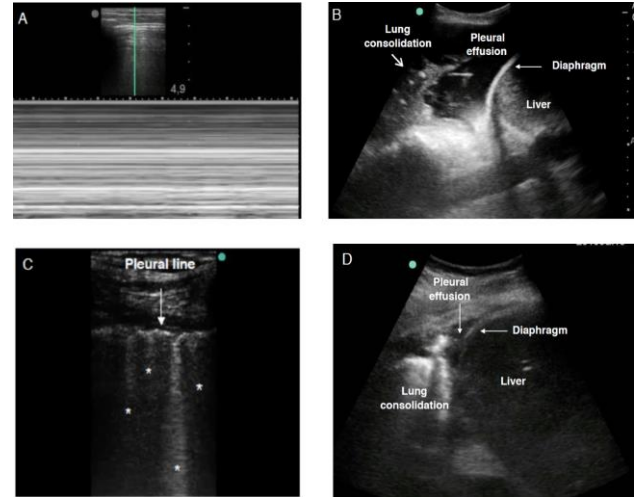 A
4,9
B
Lung
consolidation
Pleural
effusion
Diaphragm
Liver
C
Pleural line
*
*
*
*
D
Pleural
effusion
Diaphragm
Liver
Lung
consolidation